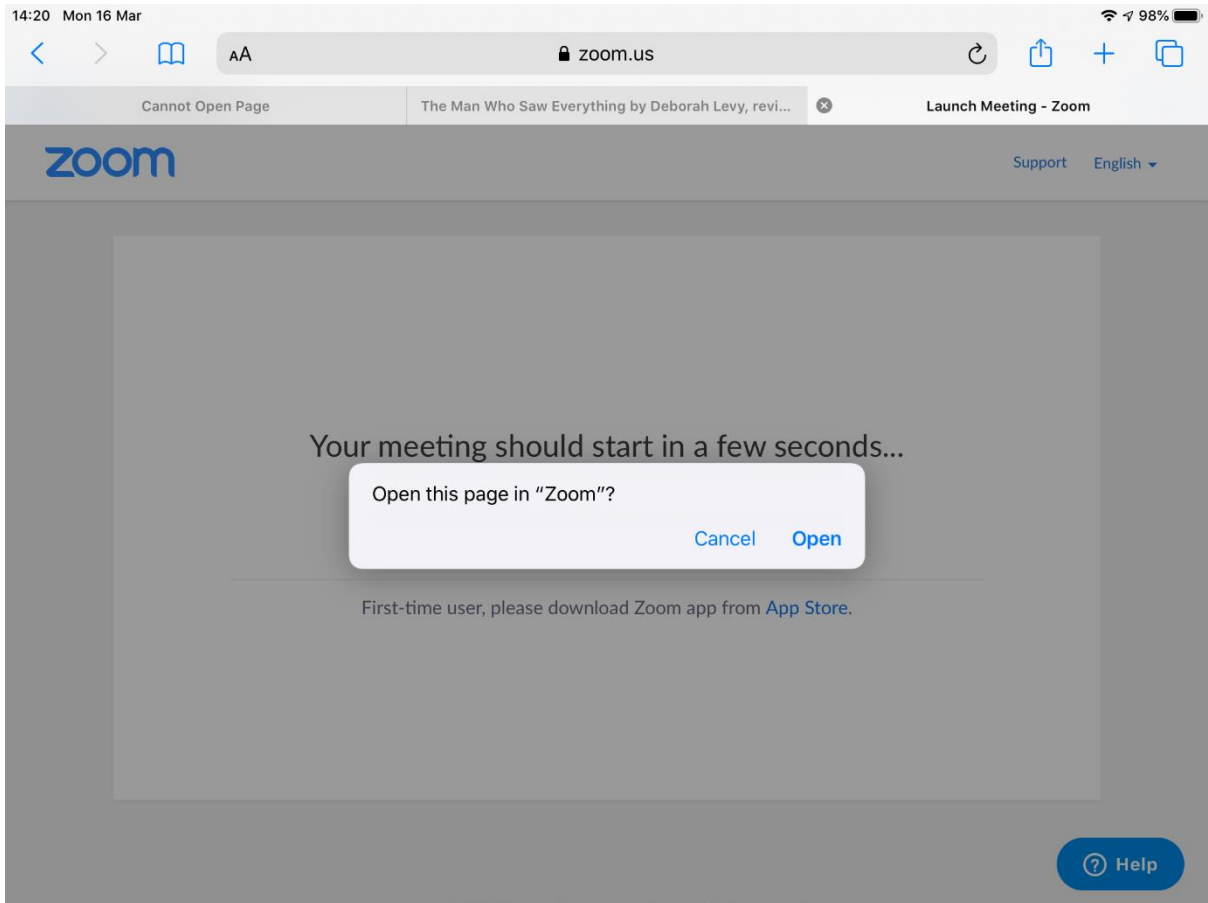 14:20 Mon 16 Mar 98%
AA zoom.us
Cannot Open Page The Man Who Saw Everything by Deborah Levy, revi... Launch Meeting - Zoom
zoom Support English
Your meeting should start in a few seconds...
Open this page in “Zoom”?
Cancel Open
First-time user, please download Zoom app from App Store.
? Help